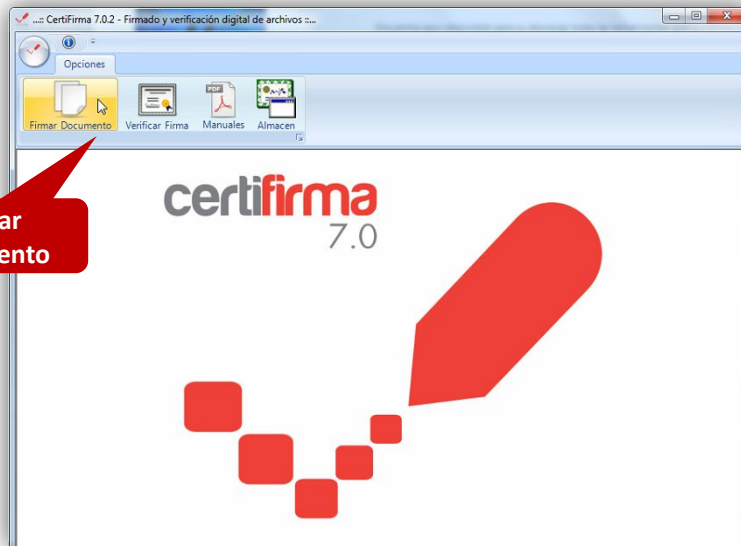 ...:: CertiFirma 7.0.2 - Firmado y verificación digital de archivos ::...
Opciones
Firmar Documento
Verificar Firma
PDF
Manuales
Almacen
ar
ento
certifirma
7.0